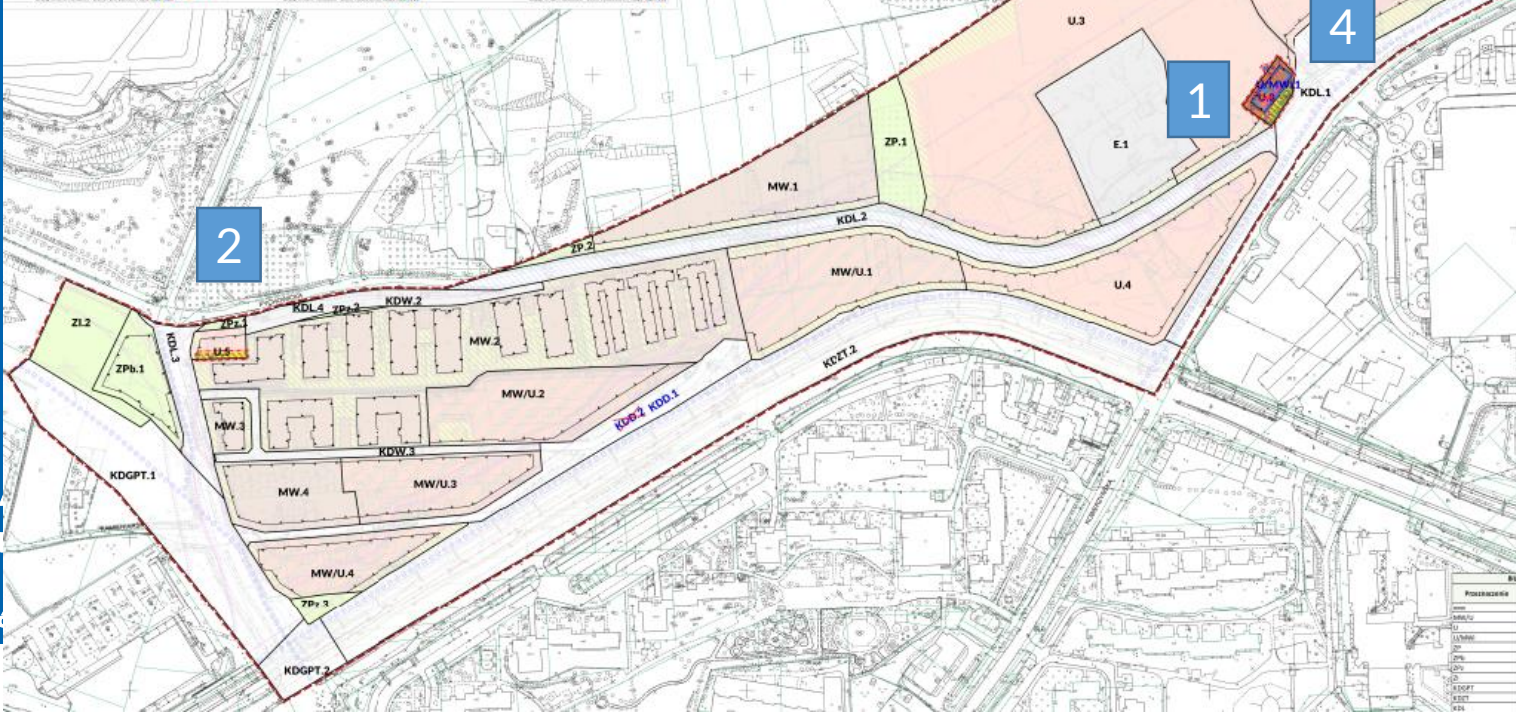 4
U.3
1
U/MW.1
KDL.1
E.1
ZP.1
MW.1
KDL.2
2
ZP.2
MW/U.1
U.4
KDW.2
KDL.4
ZPz.2
ZPz.1
ZI.2
KDL.3
U.5
MW.2
KDZT.2
ZPb.1
MW/U.2
KDD.2 KDD.1
MW.3
KDW.3
KDGPT.1
MW.4
MW/U.3
MW/U.4
ZPz.3
KDGPT.2
Przeznaczenie
MW/U
U
U/MW
ZP
ZPb
ZPz
ZI
KDGPT
KDZT
KDL